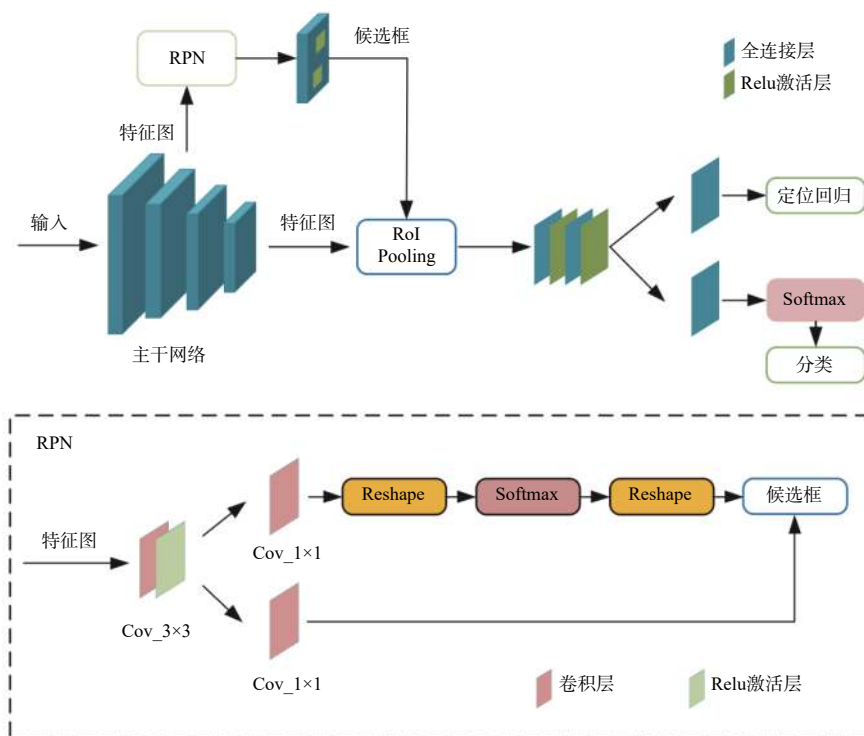 候选框
RPN
全连接层
Relu激活层
特征图
输入
特征图
RoI
Pooling
定位回归
Softmax
主干网络
分类
RPN
Reshape
Softmax
Reshape
候选框
特征图
Cov_1×1
Cov_3×3
Cov_1×1
卷积层
Relu激活层